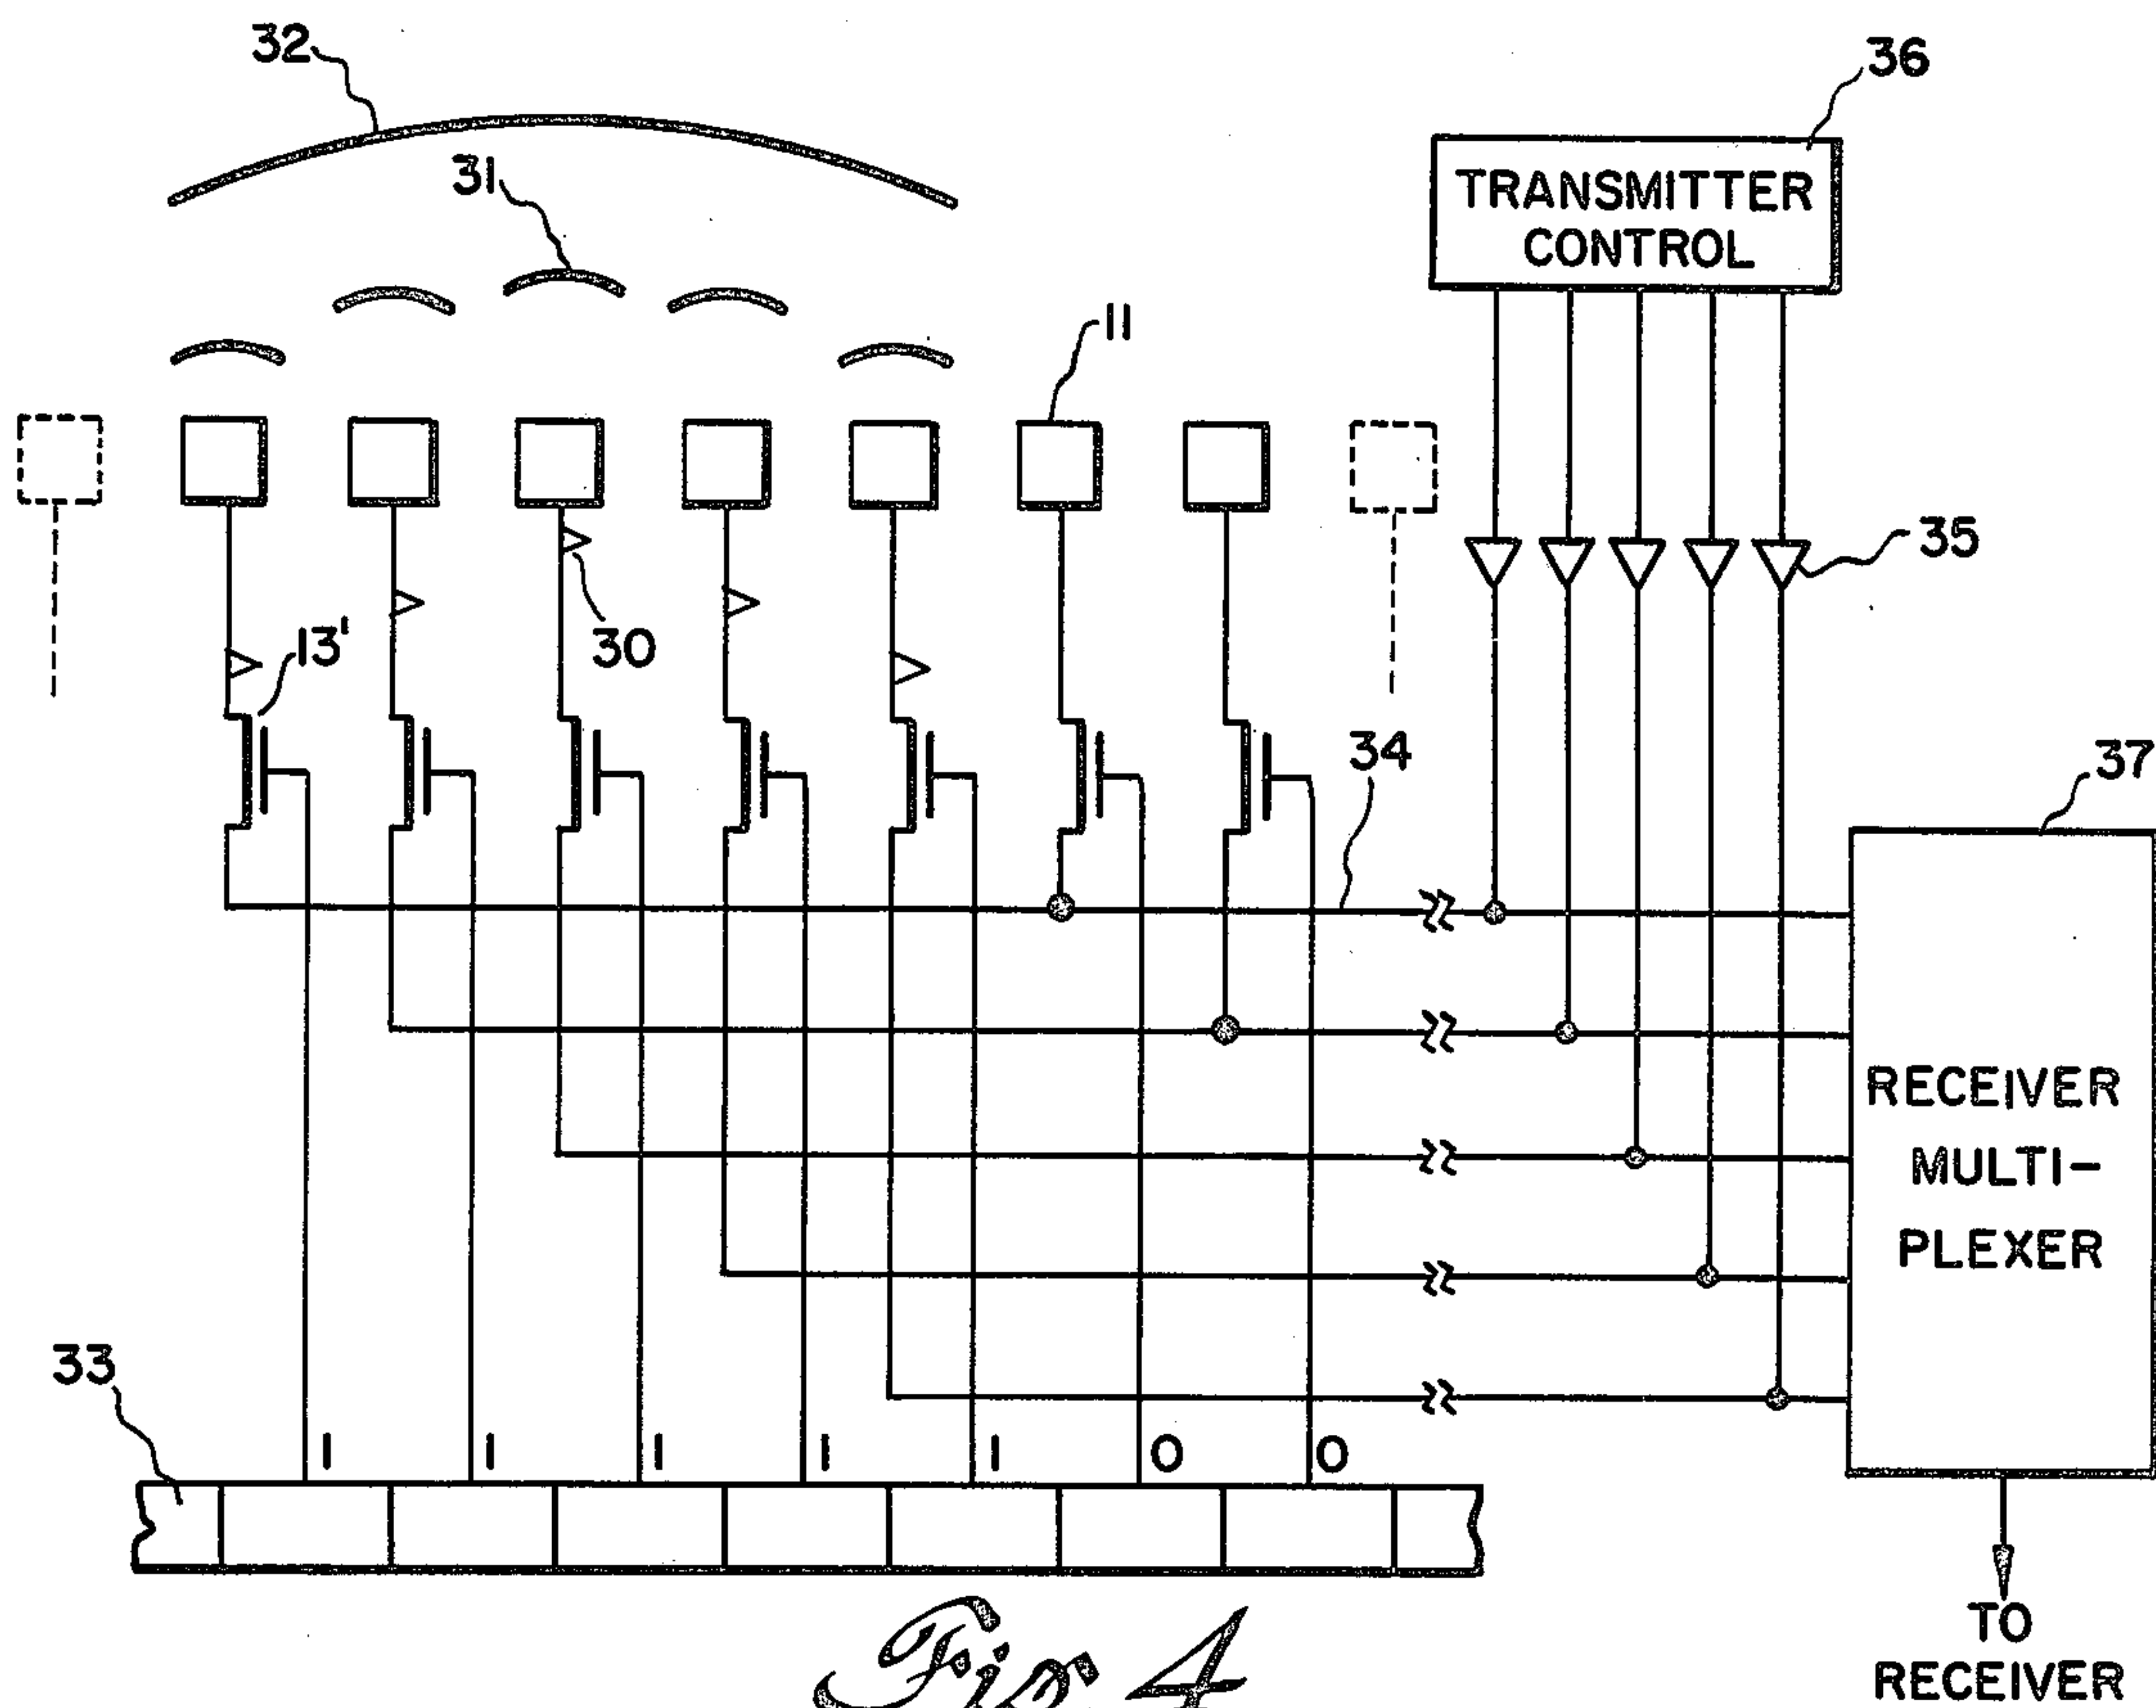 32
36
31
TRANSMITTER
CONTROL
11
35
30
13'
34
37
RECEIVER
MULTI-
PLEXER
33
1 1 1 1 1 0 0
TO
RECEIVER
Fig. 4